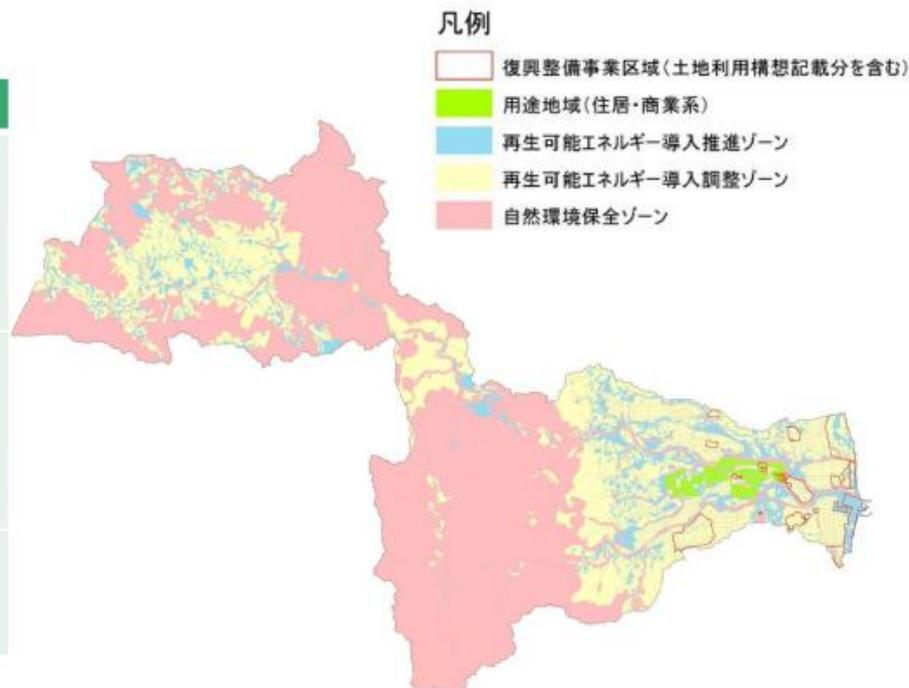 凡例
復興整備事業区域(土地利用構想記載分を含む)
用途地域(住居・商業系)
再生可能エネルギー導入推進ゾーン
再生可能エネルギー導入調整ゾーン
自然環境保全ゾーン